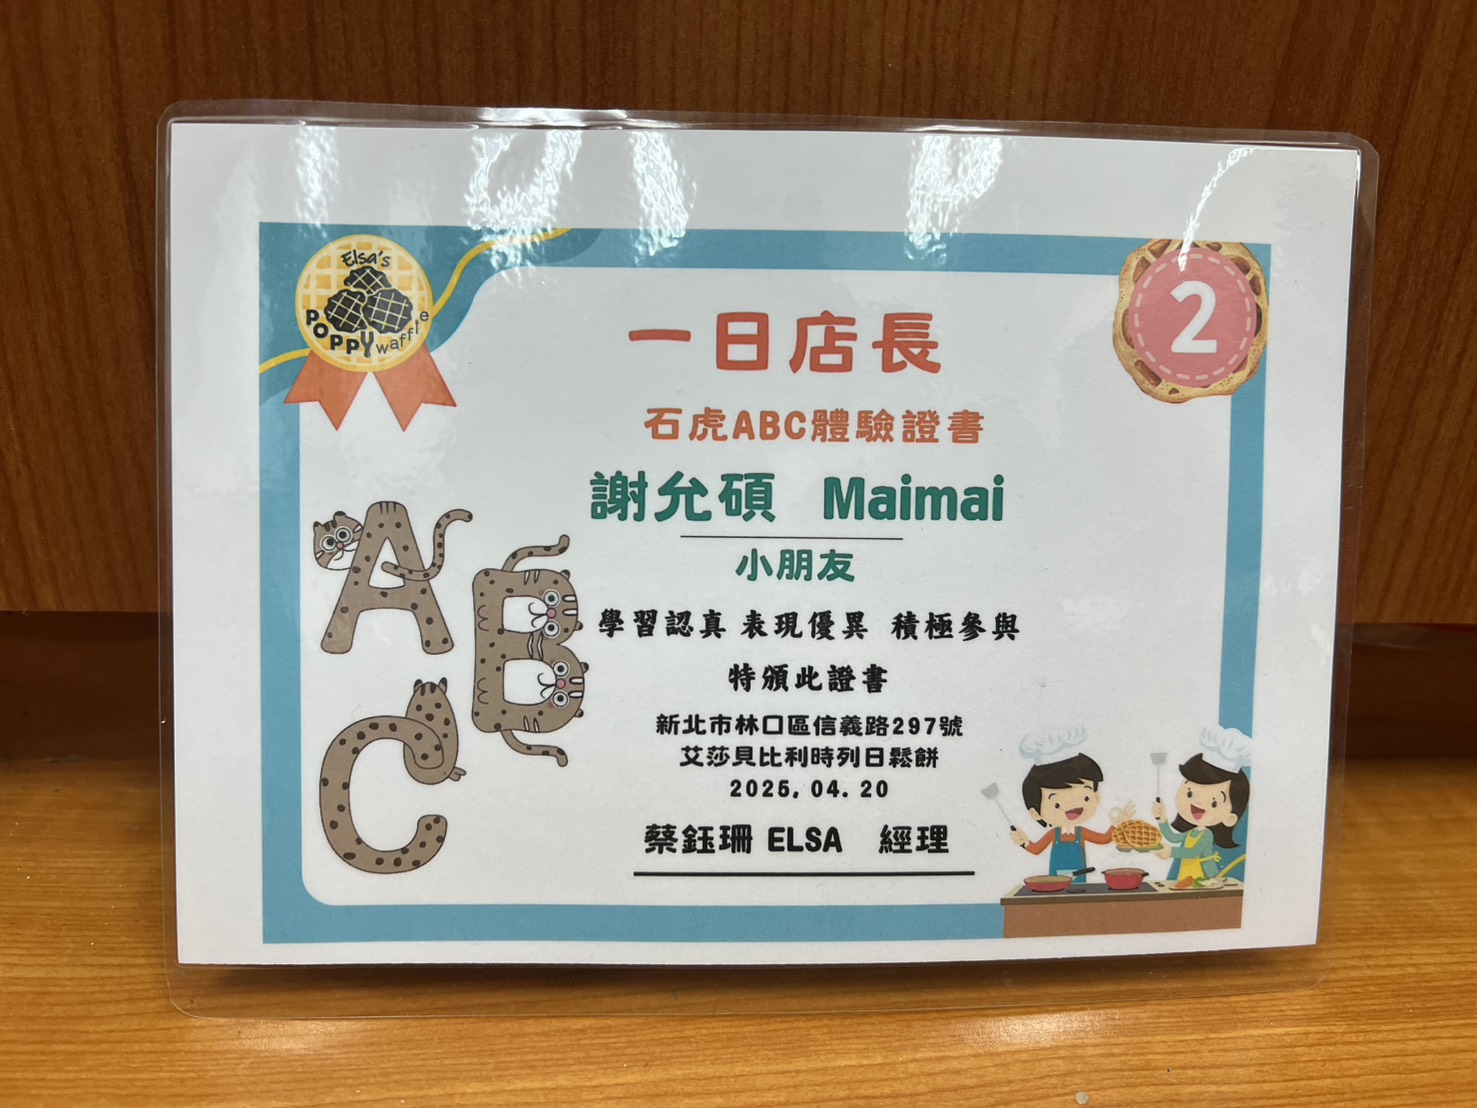 Elsa's
POPPY waffle
2
一日店長
石虎ABC體驗證書
謝允碩 Maimai
小朋友
學習認真 表現優異 積極參與
特頒此證書
新北市林口區信義路297號
艾莎貝比利時列日鬆餅
2025, 04. 20
蔡鈺珊 ELSA 經理
A
B
C